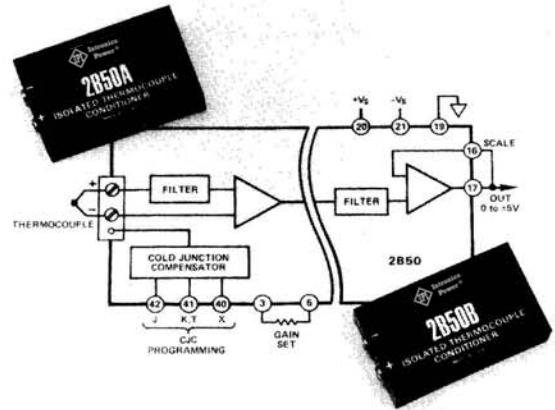 Intronics
Power®
2B50A
ISOLATED THERMOCOUPLE
CONDITIONER
+
+Vs
-Vs
20
21
19
16
SCALE
17
OUT
0 to ±5V
+
−
FILTER
FILTER
THERMOCOUPLE
COLD JUNCTION
COMPENSATOR
2B50
42
41
40
3
5
J
K,T
X
CJC
PROGRAMMING
GAIN
SET
Intronics
Power®
2B50B
ISOLATED THERMOCOUPLE
CONDITIONER